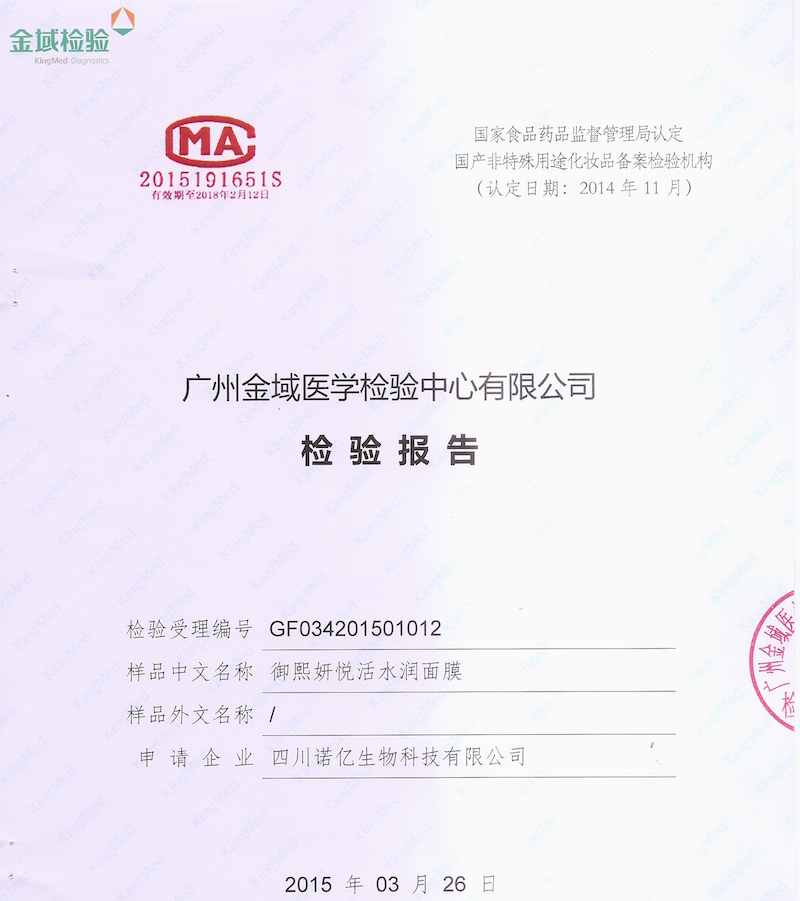 金域检验
KingMed Diagnostics
MA
2015191651S
有效期至2018年2月12日
国家食品药品监督管理局认定
国产非特殊用途化妆品备案检验机构
（认定日期：2014 年 11 月）
广州金域医学检验中心有限公司
检验报告
检验受理编号 GF034201501012
样品中文名称 御熙妍悦活水润面膜
样品外文名称 /
申请企业 四川诺亿生物科技有限公司
广州金域医
2015 年 03 月 26 日